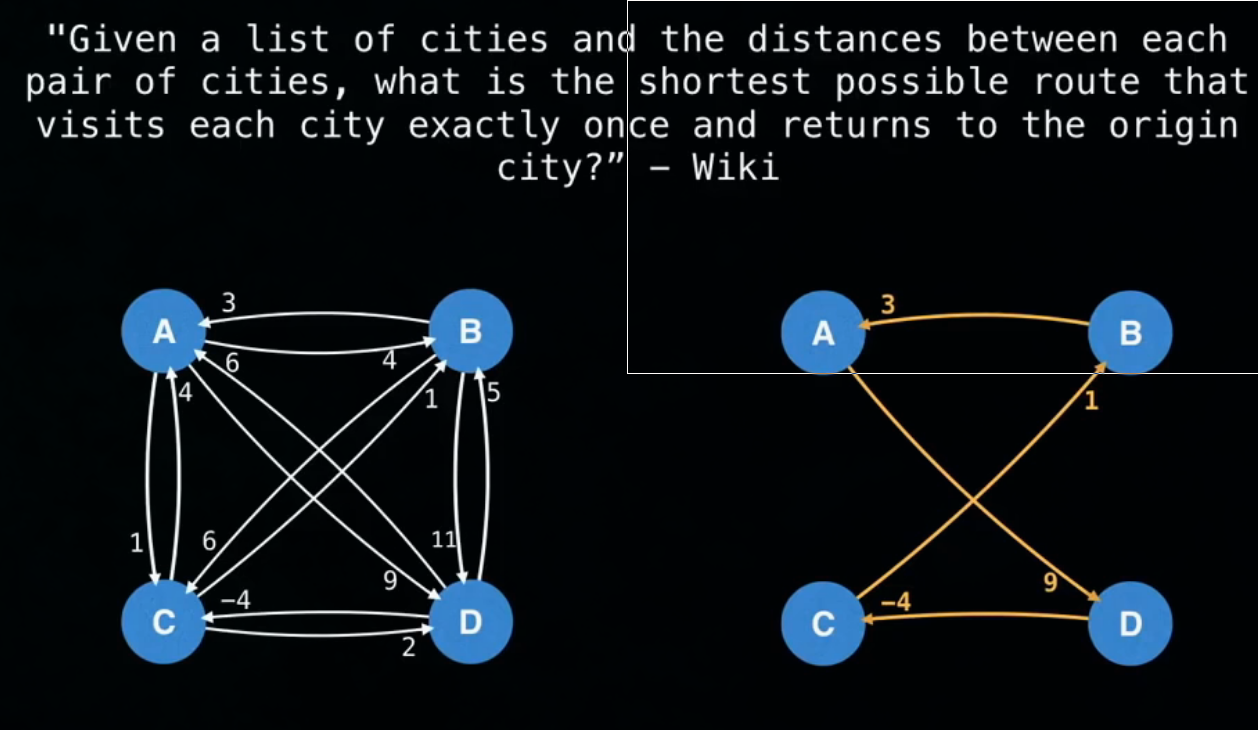 "Given a list of cities and the distances between each
pair of cities, what is the shortest possible route that
visits each city exactly once and returns to the origin
city?” – Wiki
3
A
B
4
6
4
1
5
1
6
11
9
−4
C
D
2
3
A
B
1
9
−4
C
D